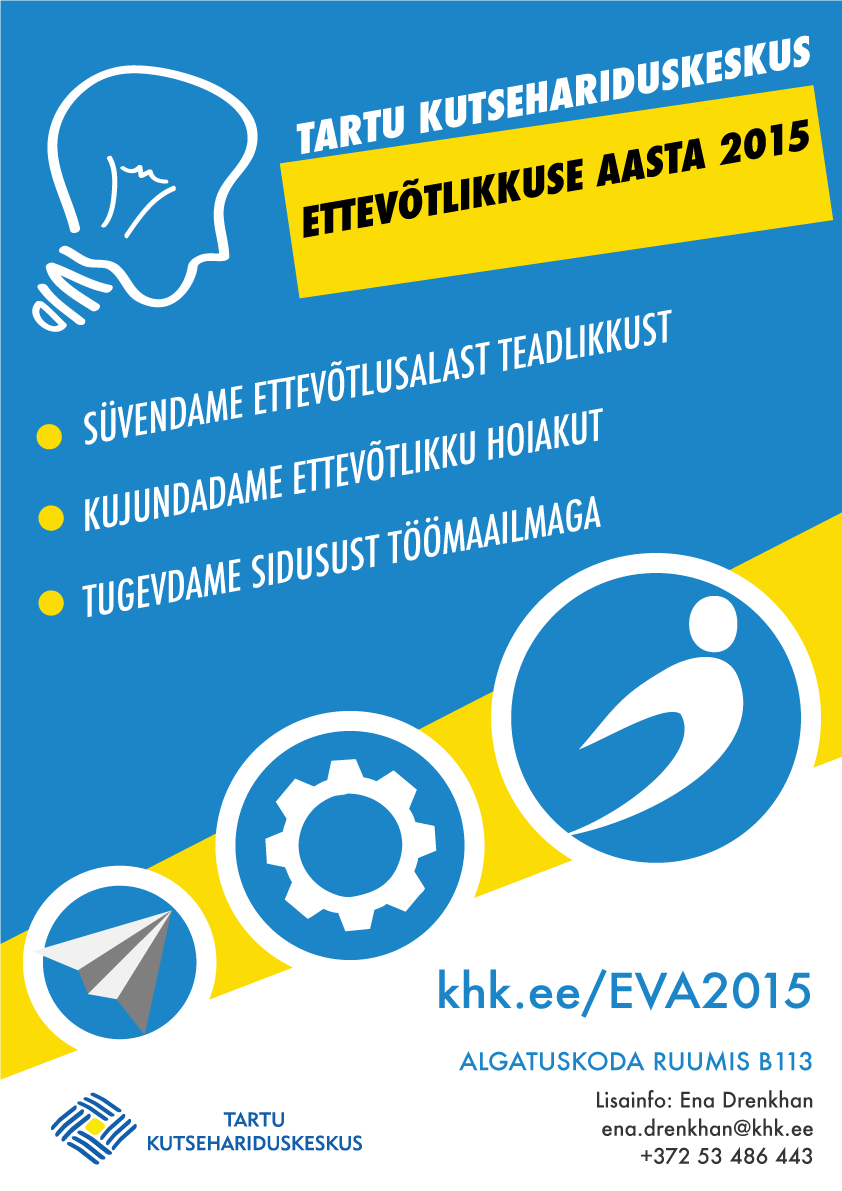 TARTU KUTSEHARIDUSKESKUS
ETTEVÕTLIKKUSE AASTA 2015
SÜVENDAME ETTEVÕTLUSALAST TEADLIKKUST
KUJUNDADAME ETTEVÕTLIKKU HOIAKUT
TUGEVDAME SIDUSUST TÖÖMAAILMAGA
khk.ee/EVA2015
ALGATUSKODA RUUMIS B113
Lisainfo: Ena Drenkhan
ena.drenkhan@khk.ee
+372 53 486 443
TARTU
KUTSEHARIDUSKESKUS